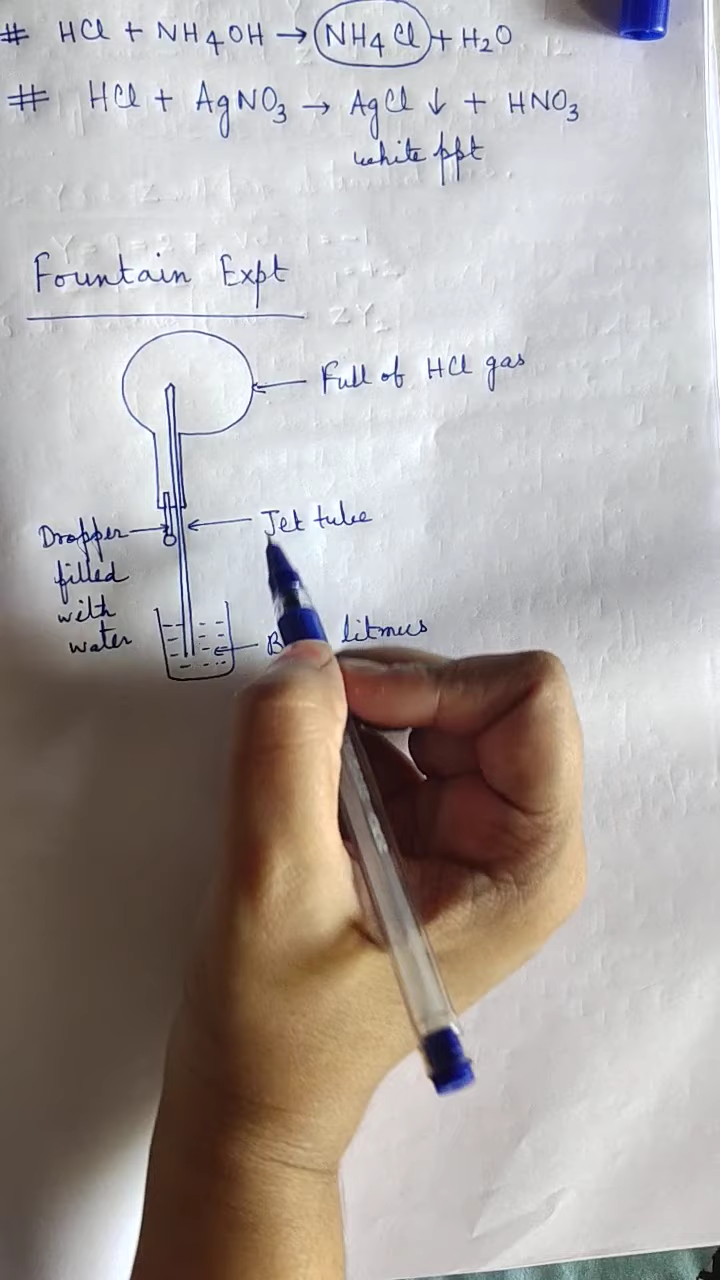 # HCl + NH4OH → NH4Cl + H2O
# HCl + AgNO3 → AgCl ↓ + HNO3
white ppt
Fountain Expt
Full of HCl gas
Dropper
filled
with
water
Jet tube
litmus